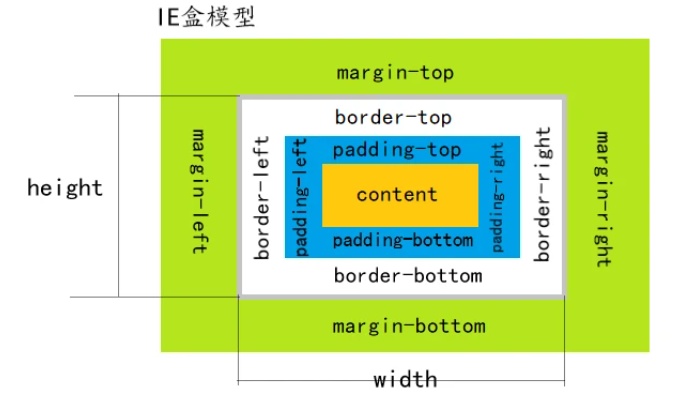 IE盒模型
margin-top
border-top
padding-top
height
margin-left
border-left
padding-left
content
padding-right
border-right
margin-right
padding-bottom
border-bottom
margin-bottom
width